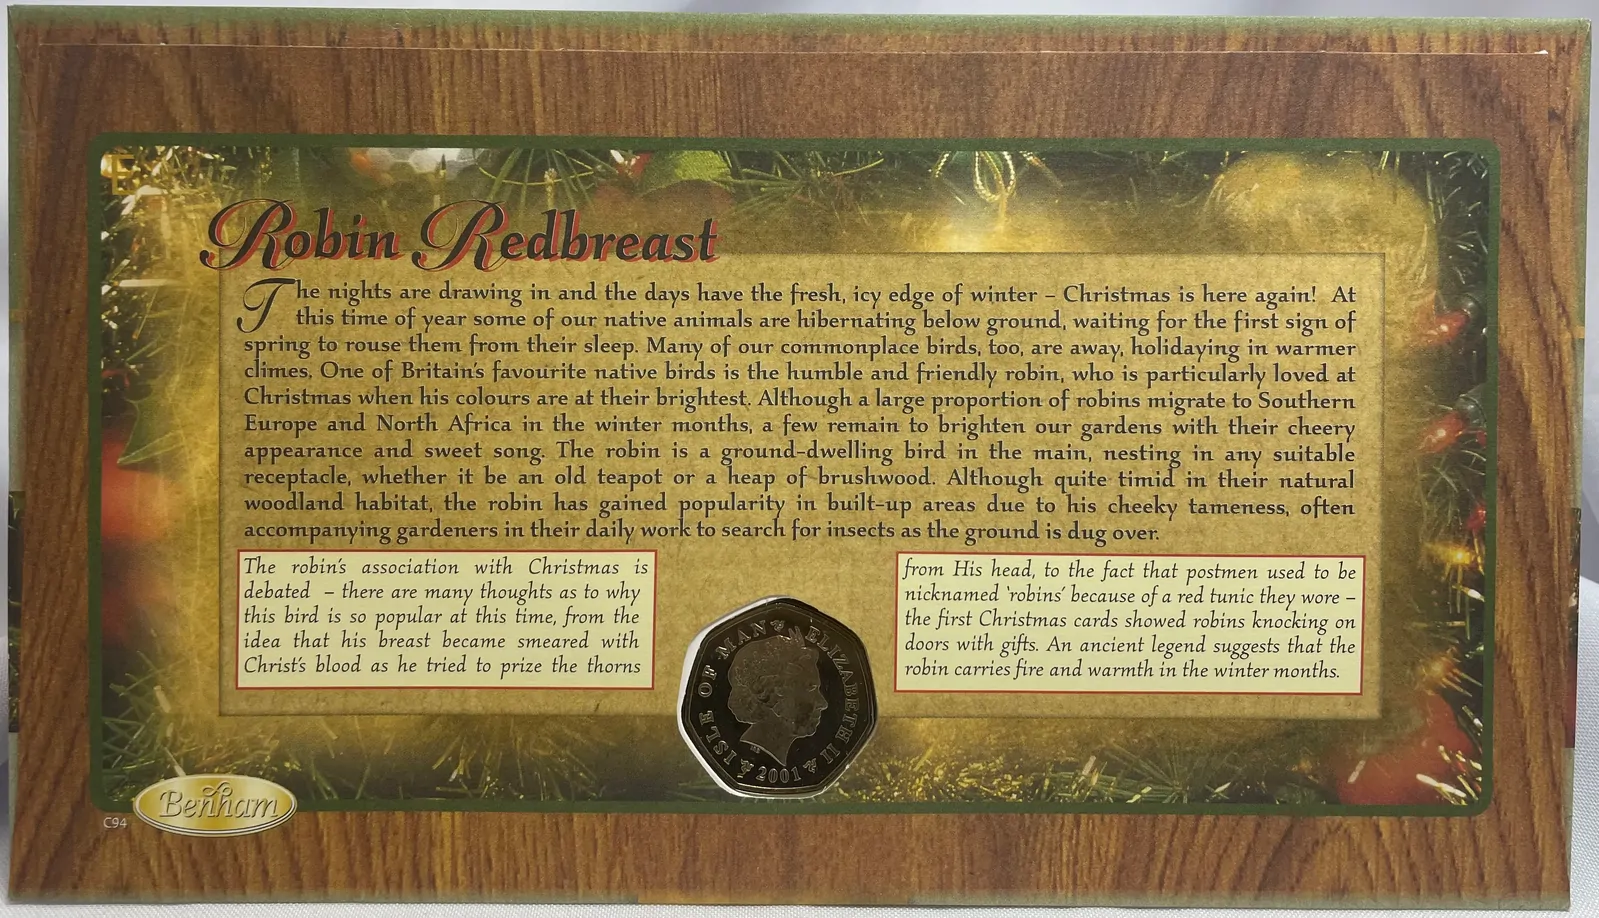 Robin Redbreast
The nights are drawing in and the days have the fresh, icy edge of winter – Christmas is here again! At
this time of year some of our native animals are hibernating below ground, waiting for the first sign of
spring to rouse them from their sleep. Many of our commonplace birds, too, are away, holidaying in warmer
climes. One of Britain's favourite native birds is the humble and friendly robin, who is particularly loved at
Christmas when his colours are at their brightest. Although a large proportion of robins migrate to Southern
Europe and North Africa in the winter months, a few remain to brighten our gardens with their cheery
appearance and sweet song. The robin is a ground-dwelling bird in the main, nesting in any suitable
receptacle, whether it be an old teapot or a heap of brushwood. Although quite timid in their natural
woodland habitat, the robin has gained popularity in built-up areas due to his cheeky tameness, often
accompanying gardeners in their daily work to search for insects as the ground is dug over.
The robin's association with Christmas is
debated – there are many thoughts as to why
this bird is so popular at this time, from the
idea that his breast became smeared with
Christ's blood as he tried to prize the thorns
from His head, to the fact that postmen used to be
nicknamed 'robins' because of a red tunic they wore –
the first Christmas cards showed robins knocking on
doors with gifts. An ancient legend suggests that the
robin carries fire and warmth in the winter months.
ISLE OF MAN
ELIZABETH II
2001
Benham
C94